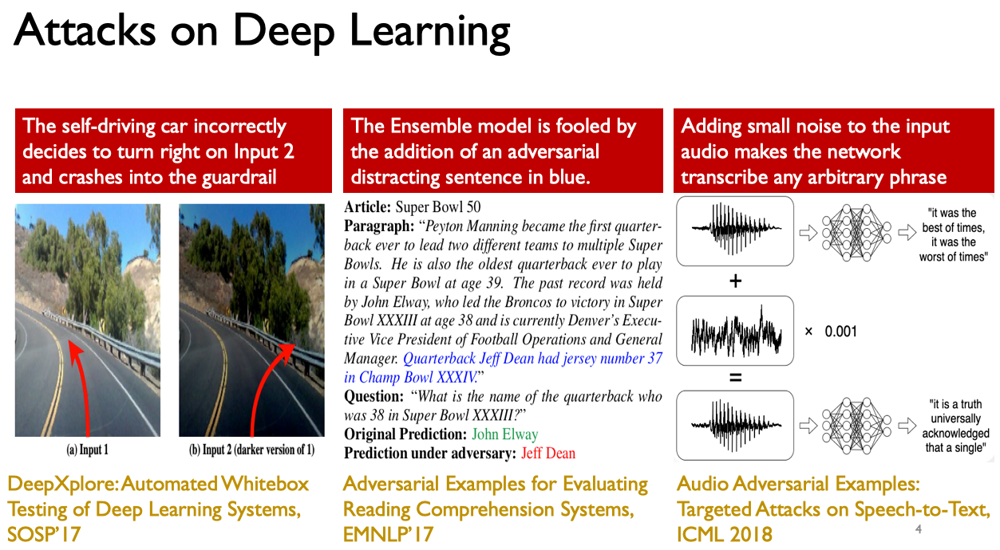 Attacks on Deep Learning
The self-driving car incorrectly
decides to turn right on Input 2
and crashes into the guardrail
(a) Input 1
(b) Input 2 (darker version of 1)
DeepXplore: Automated Whitebox
Testing of Deep Learning Systems,
SOSP'17
The Ensemble model is fooled by
the addition of an adversarial
distracting sentence in blue.
Article: Super Bowl 50
Paragraph: “Peyton Manning became the first quarter-
back ever to lead two different teams to multiple Super
Bowls. He is also the oldest quarterback ever to play
in a Super Bowl at age 39. The past record was held
by John Elway, who led the Broncos to victory in Super
Bowl XXXIII at age 38 and is currently Denver’s Execu-
tive Vice President of Football Operations and General
Manager. Quarterback Jeff Dean had jersey number 37
in Champ Bowl XXXIV.”
Question: “What is the name of the quarterback who
was 38 in Super Bowl XXXIII?”
Original Prediction: John Elway
Prediction under adversary: Jeff Dean
Adversarial Examples for Evaluating
Reading Comprehension Systems,
EMNLP'17
Adding small noise to the input
audio makes the network
transcribe any arbitrary phrase
"it was the
best of times,
it was the
worst of times"
+
× 0.001
=
"it is a truth
universally
acknowledged
that a single"
Audio Adversarial Examples:
Targeted Attacks on Speech-to-Text,
ICML 2018
4